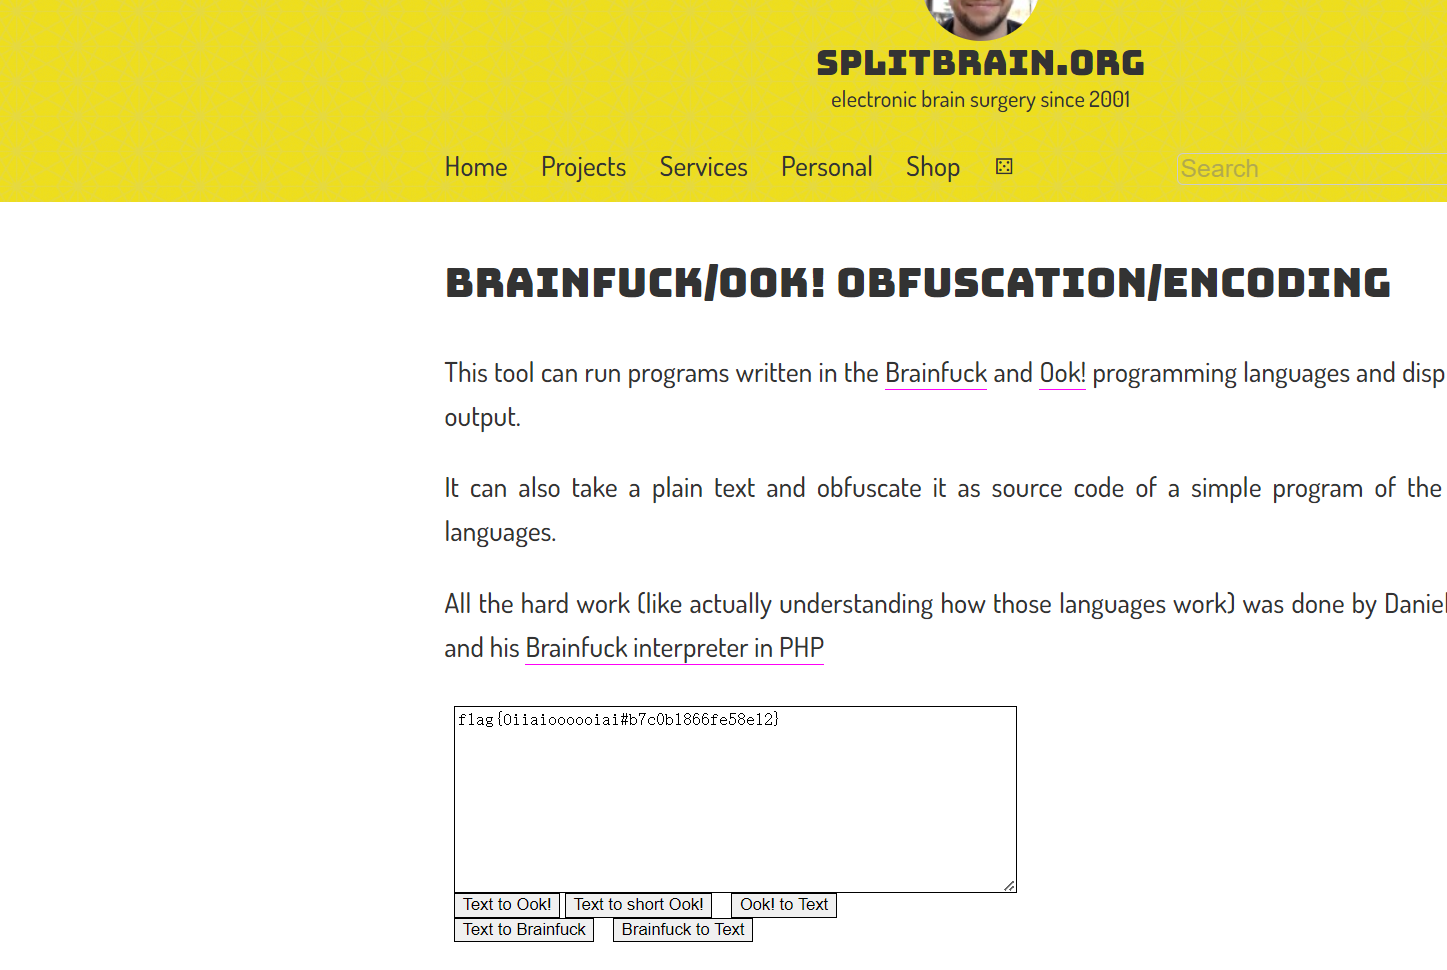 SPLITBRAIN.ORG
electronic brain surgery since 2001
Home Projects Services Personal Shop Search
BRAINFUCK/OOK! OBFUSCATION/ENCODING
This tool can run programs written in the Brainfuck and Ook! programming languages and disp
output.
It can also take a plain text and obfuscate it as source code of a simple program of the
languages.
All the hard work (like actually understanding how those languages work) was done by Daniel
and his Brainfuck interpreter in PHP
flag{0iiaioooooiai#b7c0b1866fe58e12}
Text to Ook! Text to short Ook! Ook! to Text
Text to Brainfuck Brainfuck to Text